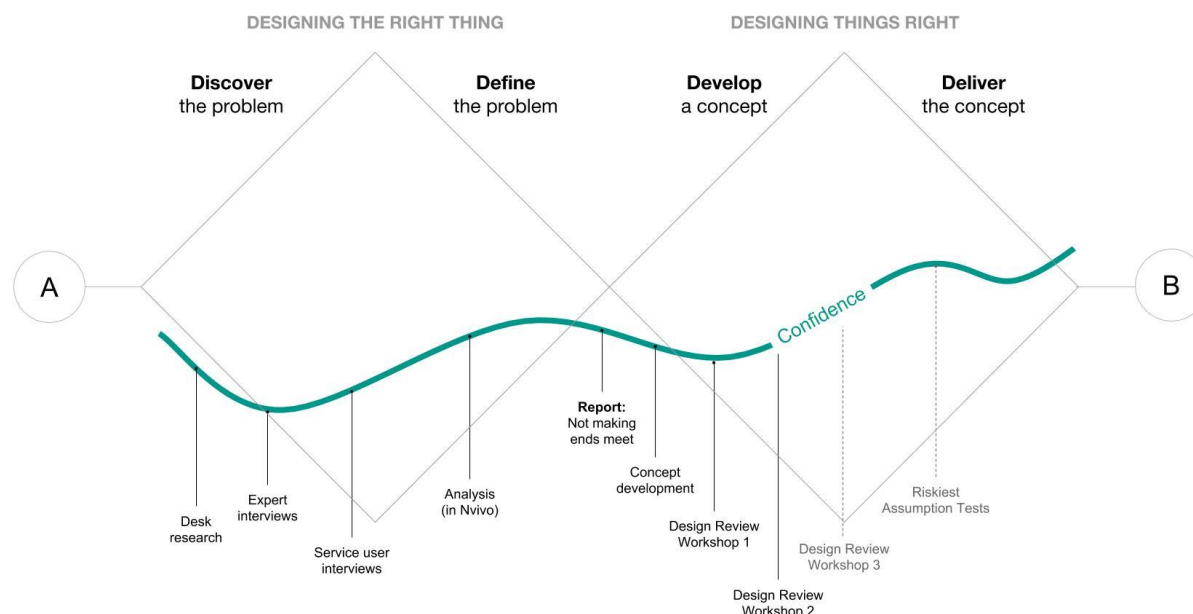 DESIGNING THE RIGHT THING
DESIGNING THINGS RIGHT
Discover
the problem
Define
the problem
Develop
a concept
Deliver
the concept
A
B
Confidence
Desk
research
Expert
interviews
Service user
interviews
Analysis
(in Nvivo)
Report:
Not making
ends meet
Concept
development
Design Review
Workshop 1
Design Review
Workshop 2
Design Review
Workshop 3
Riskiest
Assumption Tests